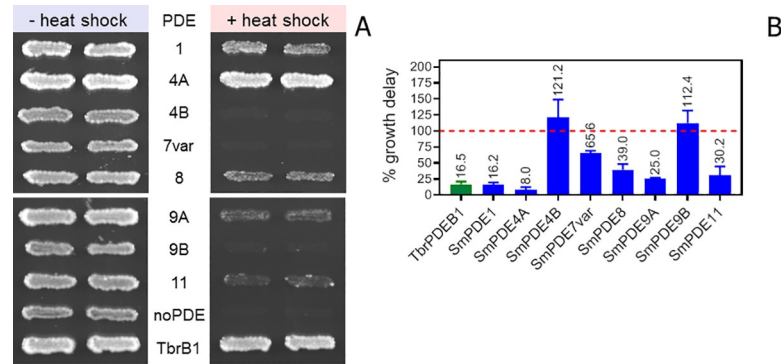 - heat shock PDE + heat shock
1
4A
4B
7var
8
9A
9B
11
noPDE
TbrB1
A
B
% growth delay
200
175
150
125
100
75
50
25
0
16.5
16.2
8.0
121.2
65.6
39.0
25.0
112.4
30.2
TbrPDEB1
SmPDE1
SmPDE4A
SmPDE4B
SmPDE7var
SmPDE8
SmPDE9A
SmPDE9B
SmPDE11